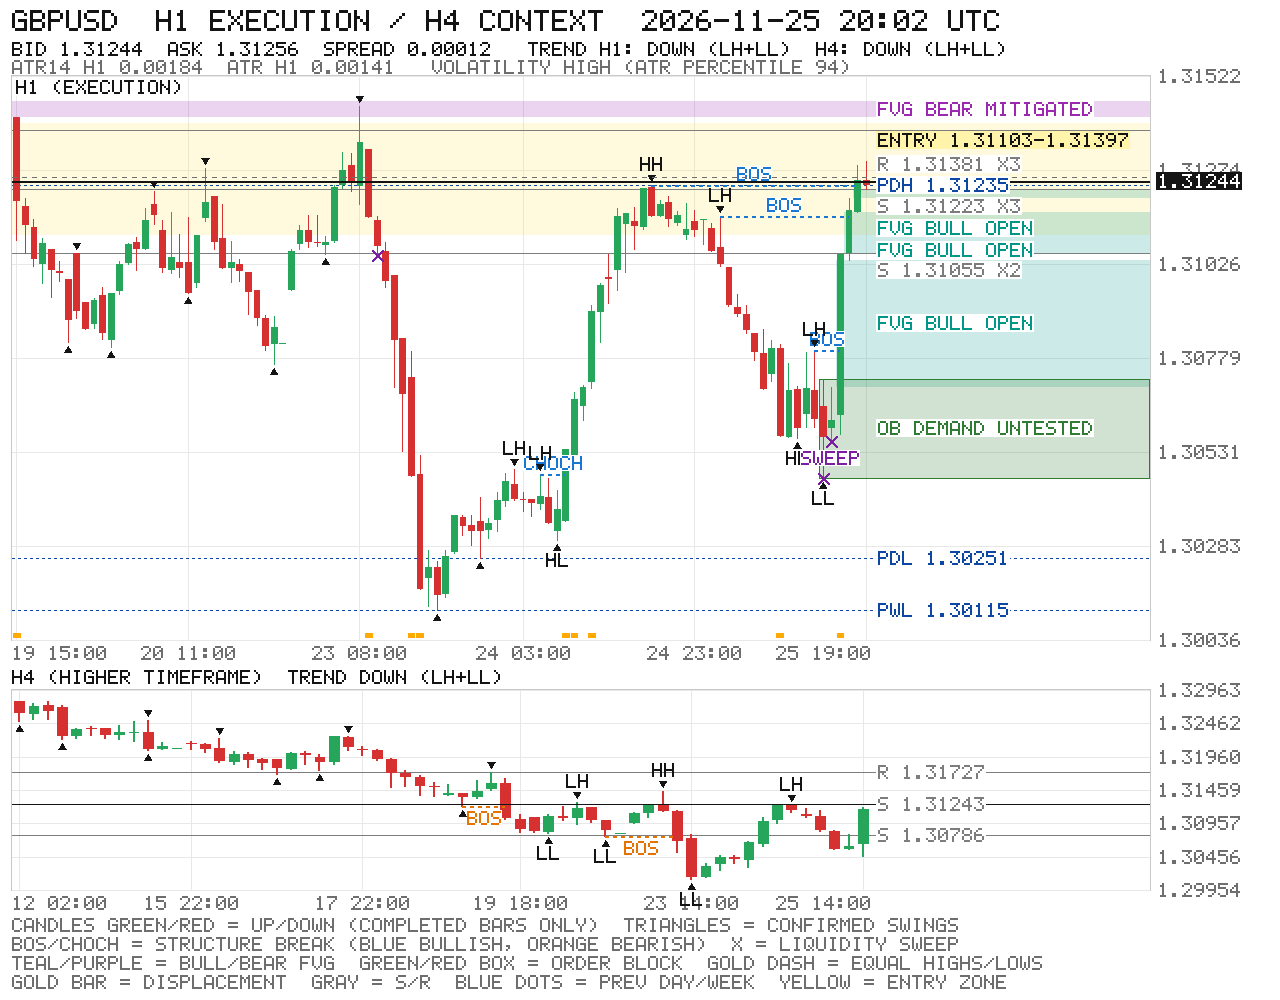 GBPUSD  H1 EXECUTION / H4 CONTEXT  2026-11-25 20:02 UTC
BID 1.31244  ASK 1.31256  SPREAD 0.00012  TREND H1: DOWN (LH+LL)  H4: DOWN (LH+LL)
ATR14 H1 0.00184  ATR H1 0.00141  VOLATILITY HIGH (ATR PERCENTILE 94)
1.31522
H1 (EXECUTION)
FVG BEAR MITIGATED
ENTRY 1.31103-1.31397
HH
R 1.31381 X3
BOS
1.31244
PDH 1.31235
LH
BOS
S 1.31223 X3
FVG BULL OPEN
FVG BULL OPEN
1.31026
S 1.31055 X2
FVG BULL OPEN
LH
BOS
1.30779
OB DEMAND UNTESTED
LH
LH
CHOCH
SWEEP
1.30531
LL
1.30283
HL
PDL 1.30251
PWL 1.30115
1.30036
19 15:00  20 11:00  23 08:00  24 03:00  24 23:00  25 19:00
H4 (HIGHER TIMEFRAME)  TREND DOWN (LH+LL)
1.32963
1.32462
1.31960
R 1.31727
HH
LH
LH
1.31459
S 1.31243
BOS
1.30957
S 1.30786
BOS
LL
LL
1.30456
LL
1.29954
12 02:00  15 22:00  17 22:00  19 18:00  23 14:00  25 14:00
CANDLES GREEN/RED = UP/DOWN (COMPLETED BARS ONLY)  TRIANGLES = CONFIRMED SWINGS
BOS/CHOCH = STRUCTURE BREAK (BLUE BULLISH, ORANGE BEARISH)  X = LIQUIDITY SWEEP
TEAL/PURPLE = BULL/BEAR FVG  GREEN/RED BOX = ORDER BLOCK  GOLD DASH = EQUAL HIGHS/LOWS
GOLD BAR = DISPLACEMENT  GRAY = S/R  BLUE DOTS = PREV DAY/WEEK  YELLOW = ENTRY ZONE